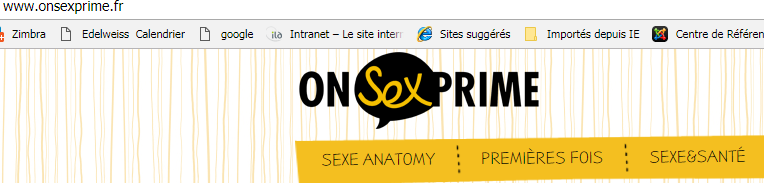 www.onsexprime.fr
Zimbra Edelweiss Calendrier google ila Intranet – Le site intern Sites suggérés Importés depuis IE Centre de Référen
ON Sex PRIME
SEXE ANATOMY PREMIÈRES FOIS SEXE&SANTÉ